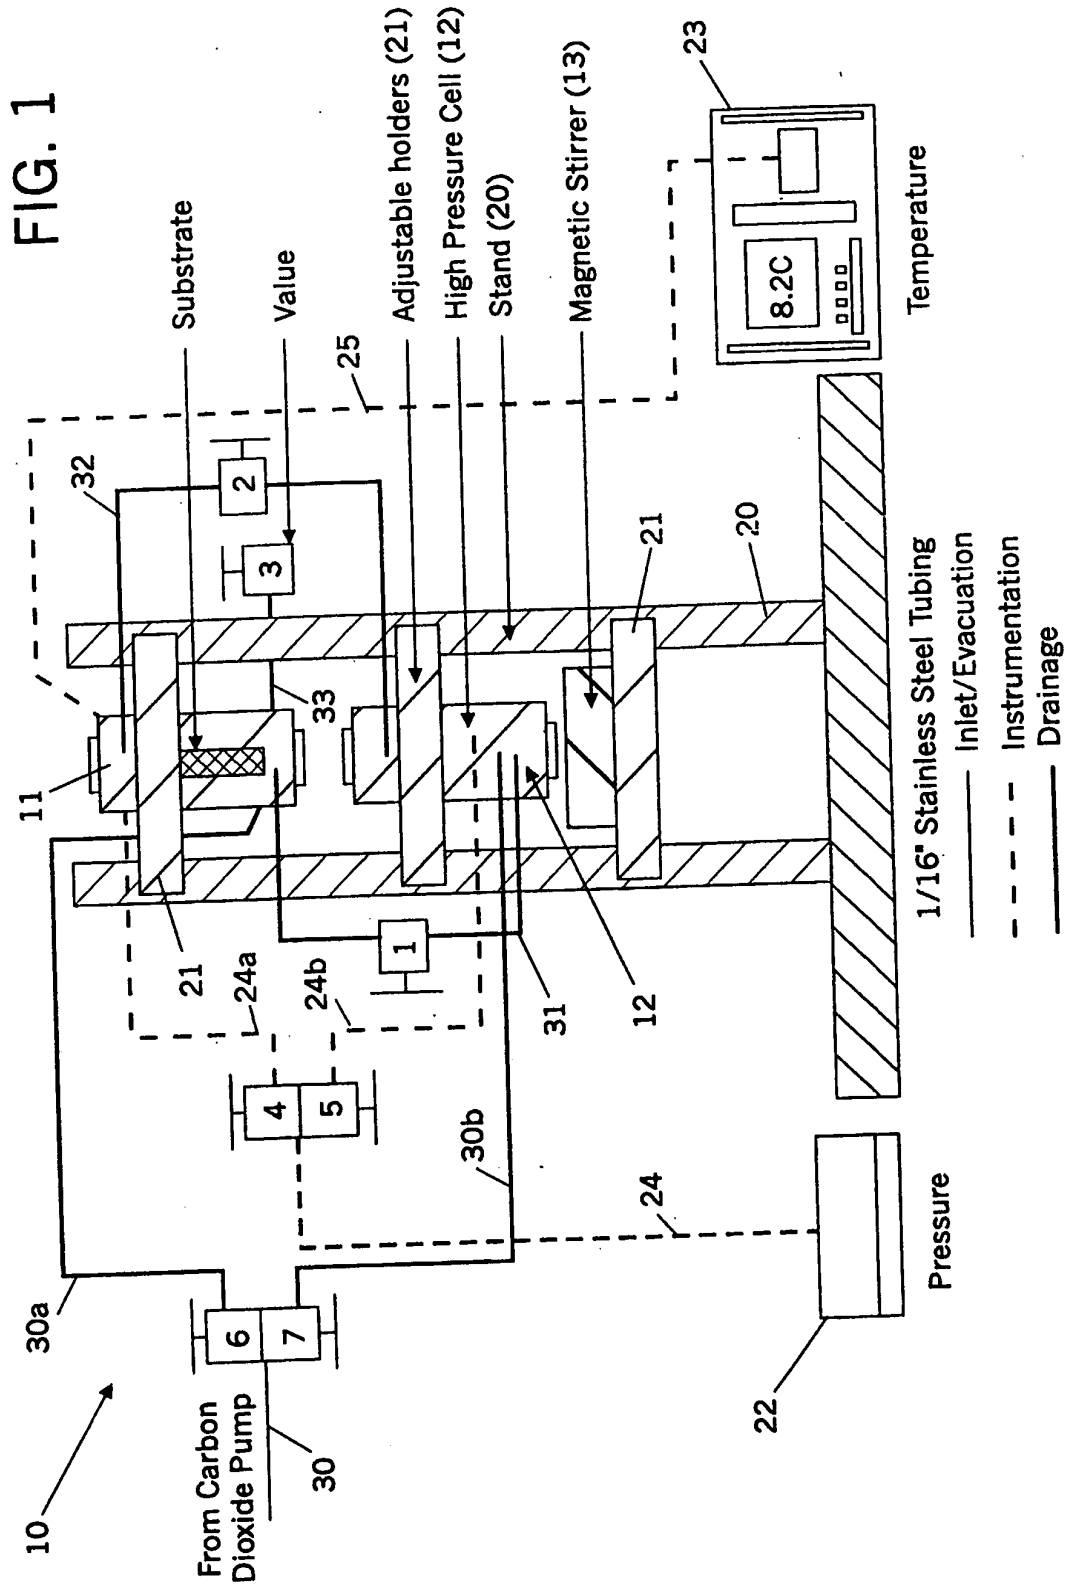 FIG. 1
10
From Carbon
Dioxide Pump
30
30a
6
7
30b
4
5
24a
24b
24
22
Pressure
21
1
31
12
11
32
33
2
3
25
Substrate
Value
Adjustable holders (21)
High Pressure Cell (12)
Stand (20)
Magnetic Stirrer (13)
21
20
23
8.2C
Temperature
1/16" Stainless Steel Tubing
Inlet/Evacuation
Instrumentation
Drainage